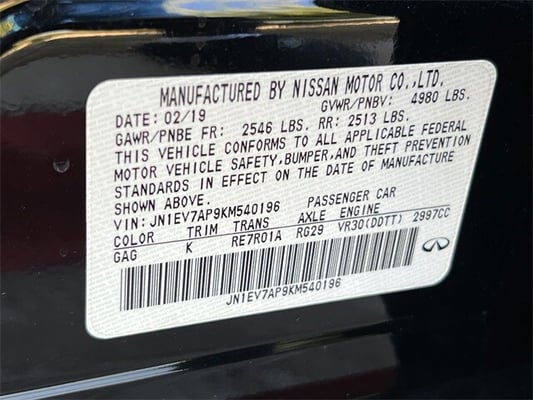 MANUFACTURED BY NISSAN MOTOR CO.,LTD.
DATE: 02/19 GVWR/PNBV: 4980 LBS.
GAWR/PNBE FR: 2546 LBS. RR: 2513 LBS.
THIS VEHICLE CONFORMS TO ALL APPLICABLE FEDERAL
MOTOR VEHICLE SAFETY,BUMPER,AND THEFT PREVENTION
STANDARDS IN EFFECT ON THE DATE OF MANUFACTURE
SHOWN ABOVE.
VIN:JN1EV7AP9KM540196 PASSENGER CAR
COLOR TRIM TRANS AXLE ENGINE
GAG K RE7R01A RG29 VR30(DDTT) 2997CC
JN1EV7AP9KM540196